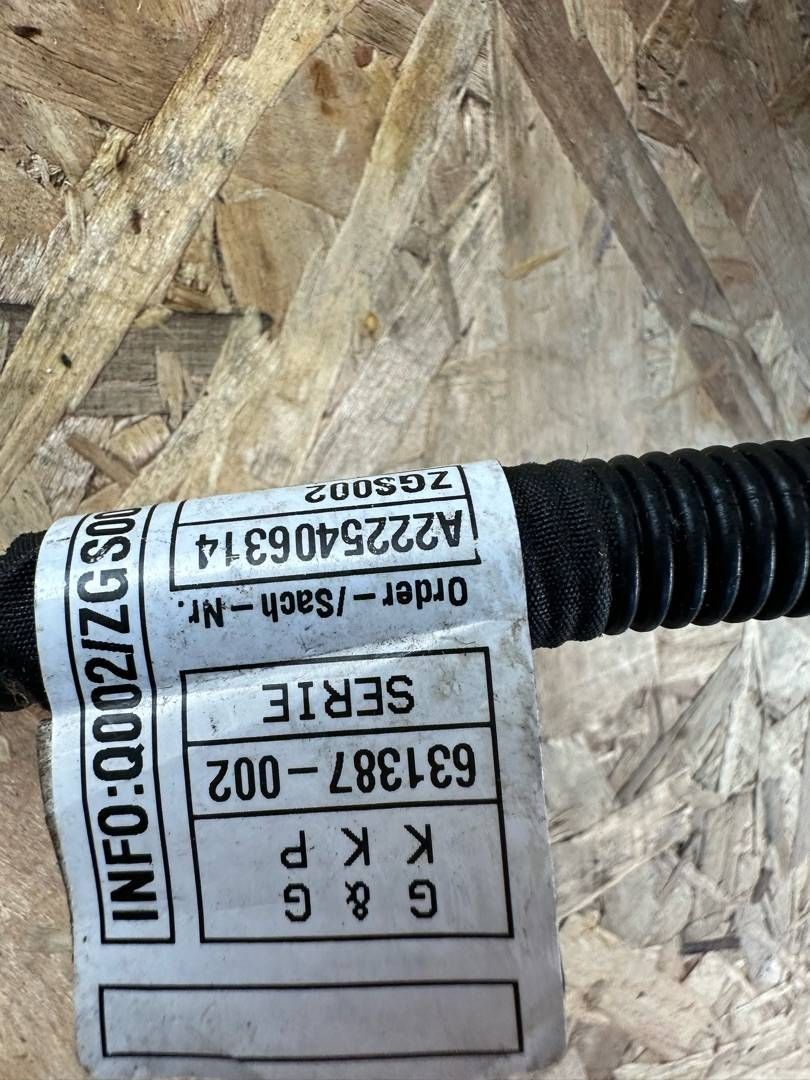 G & G
K K P
631387-002
SERIE
Order-/Sach-Nr.
A2225406314
ZGS002
INFO:Q002/ZGS00